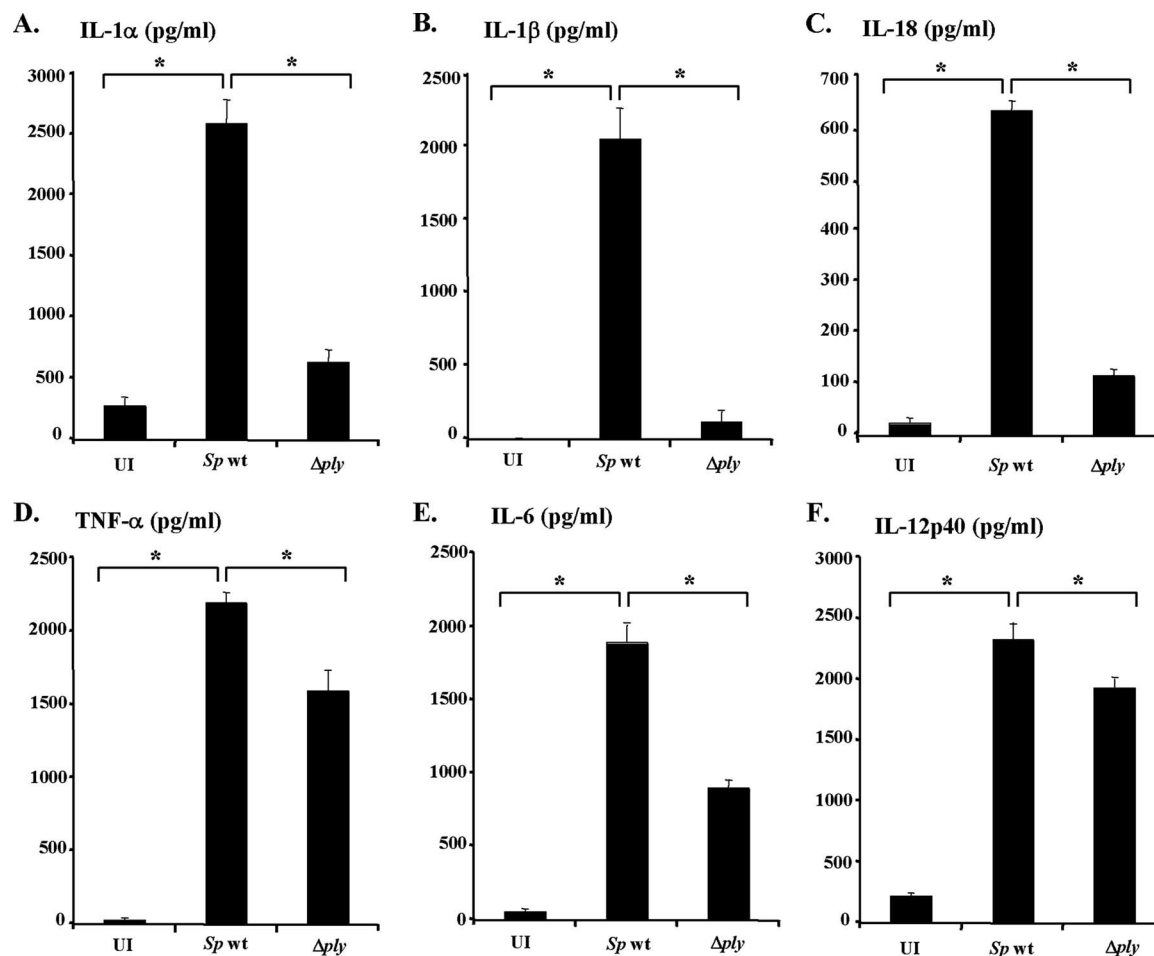 A.
IL-1α (pg/ml)
* *
3000
2500
2000
1500
1000
500
0
UI Sp wt Δply
B.
IL-1β (pg/ml)
* *
2500
2000
1500
1000
500
0
UI Sp wt Δply
C.
IL-18 (pg/ml)
* *
700
600
500
400
300
200
100
0
UI Sp wt Δply
D.
TNF-α (pg/ml)
* *
2500
2000
1500
1000
500
0
UI Sp wt Δply
E.
IL-6 (pg/ml)
* *
2500
2000
1500
1000
500
0
UI Sp wt Δply
F.
IL-12p40 (pg/ml)
* *
3000
2500
2000
1500
1000
500
0
UI Sp wt Δply